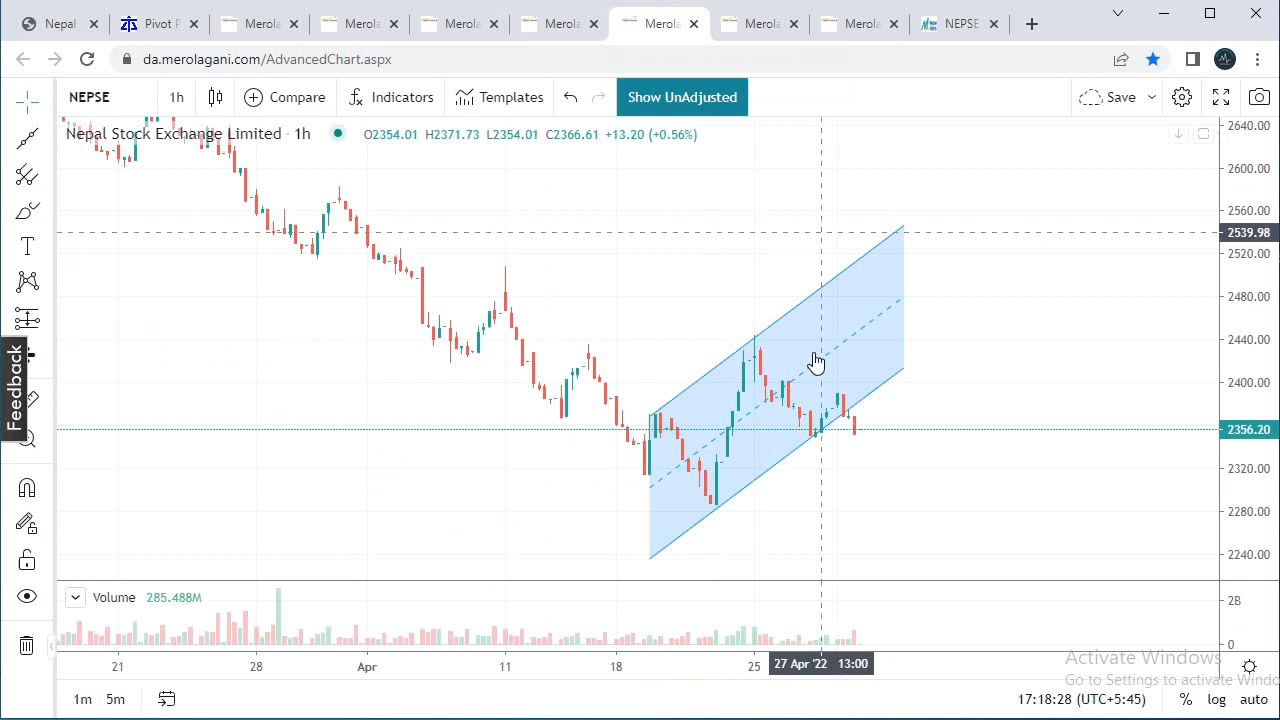 Nepal
Pivot P
Merola
Merola
Merola
Merola
Merola
Merola
Merola
NEPSE
da.merolagani.com/AdvancedChart.aspx
NEPSE
1h
Compare
Indicators
Templates
Show UnAdjusted
Save
Nepal Stock Exchange Limited · 1h
O2354.01 H2371.73 L2354.01 C2366.61 +13.20 (+0.56%)
2640.00
2600.00
2560.00
2539.98
2520.00
2480.00
2440.00
2400.00
2356.20
2320.00
2280.00
2240.00
Feedback
Volume 285.488M
2B
0
21
28
Apr
11
18
25
27 Apr '22 13:00
Activate Windows
Go to Settings to activate Windo
1m
5m
17:18:28 (UTC+5:45)
%
log
auto